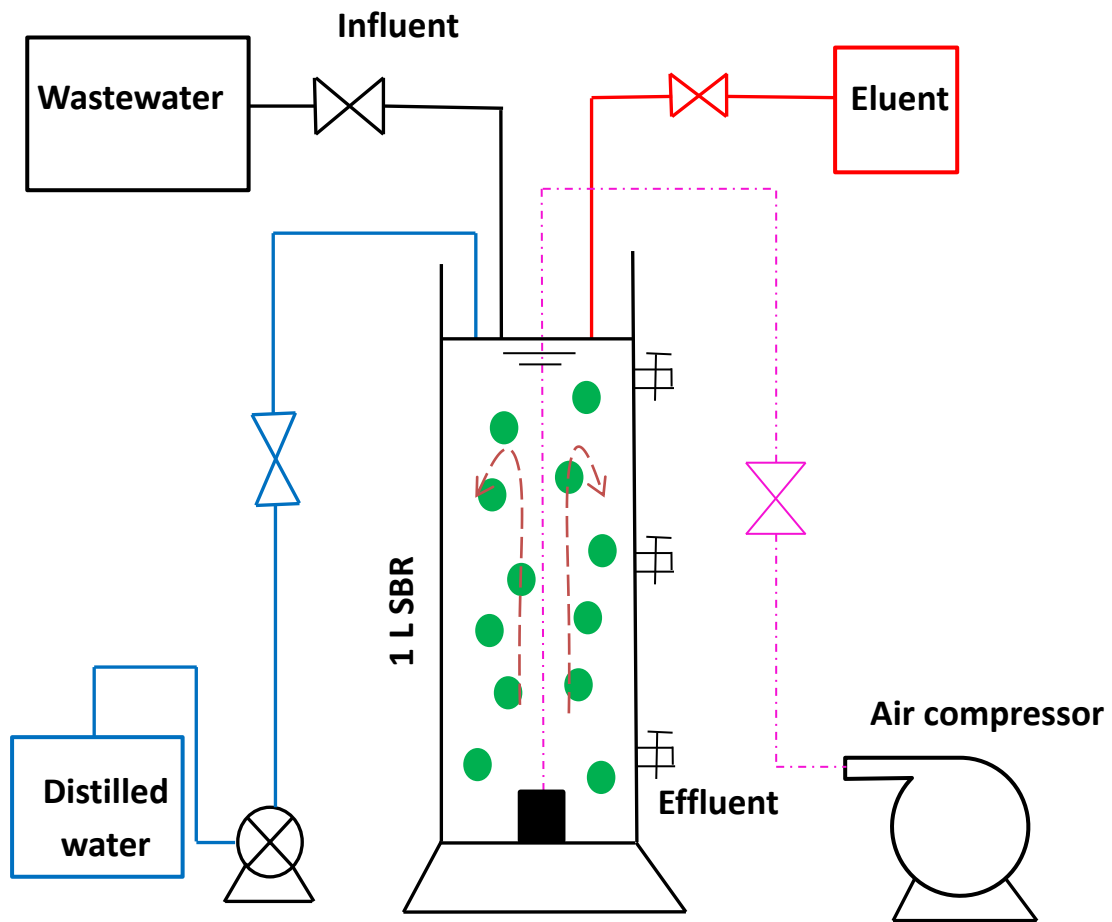 Influent
Wastewater
Eluent
1 L SBR
Air compressor
Distilled
water
Effluent